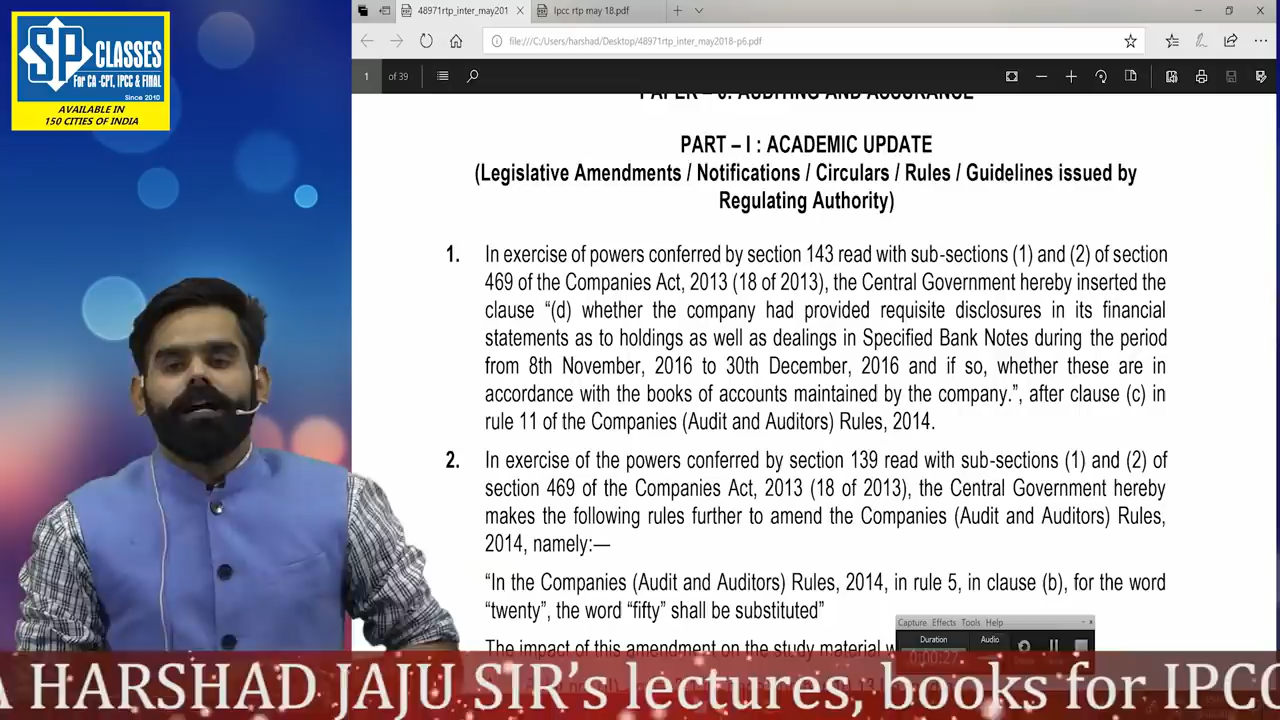 SP CLASSES
For CA -CPT, IPCC & FINAL
Since 2010
AVAILABLE IN
150 CITIES OF INDIA
48971rtp_inter_may201
Ipcc rtp may 18.pdf
file:///C:/Users/harshad/Desktop/48971rtp_inter_may2018-p6.pdf
1 of 39
AUDITING AND ASSURANCE
PART – I : ACADEMIC UPDATE
(Legislative Amendments / Notifications / Circulars / Rules / Guidelines issued by
Regulating Authority)
1. In exercise of powers conferred by section 143 read with sub-sections (1) and (2) of section
469 of the Companies Act, 2013 (18 of 2013), the Central Government hereby inserted the
clause “(d) whether the company had provided requisite disclosures in its financial
statements as to holdings as well as dealings in Specified Bank Notes during the period
from 8th November, 2016 to 30th December, 2016 and if so, whether these are in
accordance with the books of accounts maintained by the company.”, after clause (c) in
rule 11 of the Companies (Audit and Auditors) Rules, 2014.
2. In exercise of the powers conferred by section 139 read with sub-sections (1) and (2) of
section 469 of the Companies Act, 2013 (18 of 2013), the Central Government hereby
makes the following rules further to amend the Companies (Audit and Auditors) Rules,
2014, namely:—
“In the Companies (Audit and Auditors) Rules, 2014, in rule 5, in clause (b), for the word
“twenty”, the word “fifty” shall be substituted”
The impact of this amendment on the study material
Capture Effects Tools Help
Duration Audio
0:00:27
A HARSHAD JAJU SIR’s lectures, books for IPCC